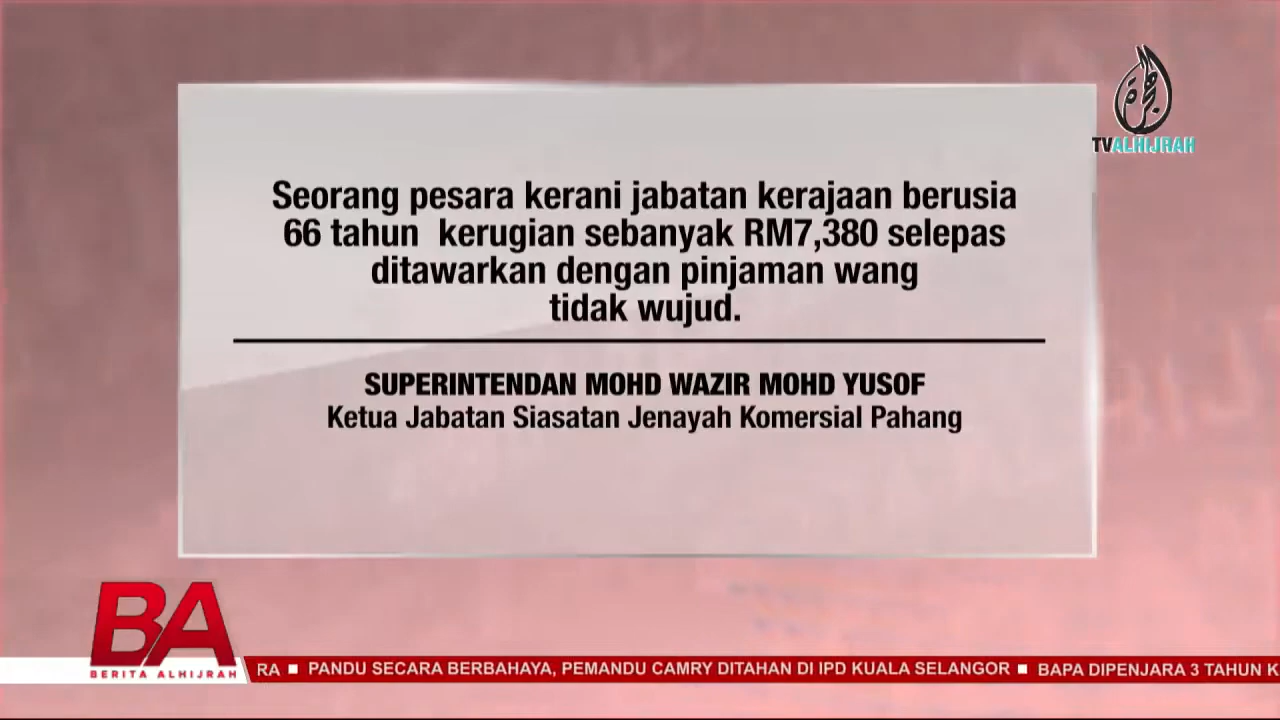 هجرة
TVALHIJRAH
Seorang pesara kerani jabatan kerajaan berusia
66 tahun  kerugian sebanyak RM7,380 selepas
ditawarkan dengan pinjaman wang
tidak wujud.
SUPERINTENDAN MOHD WAZIR MOHD YUSOF
Ketua Jabatan Siasatan Jenayah Komersial Pahang
BA
BERITA ALHIJRAH
RA ■ PANDU SECARA BERBAHAYA, PEMANDU CAMRY DITAHAN DI IPD KUALA SELANGOR ■ BAPA DIPENJARA 3 TAHUN K